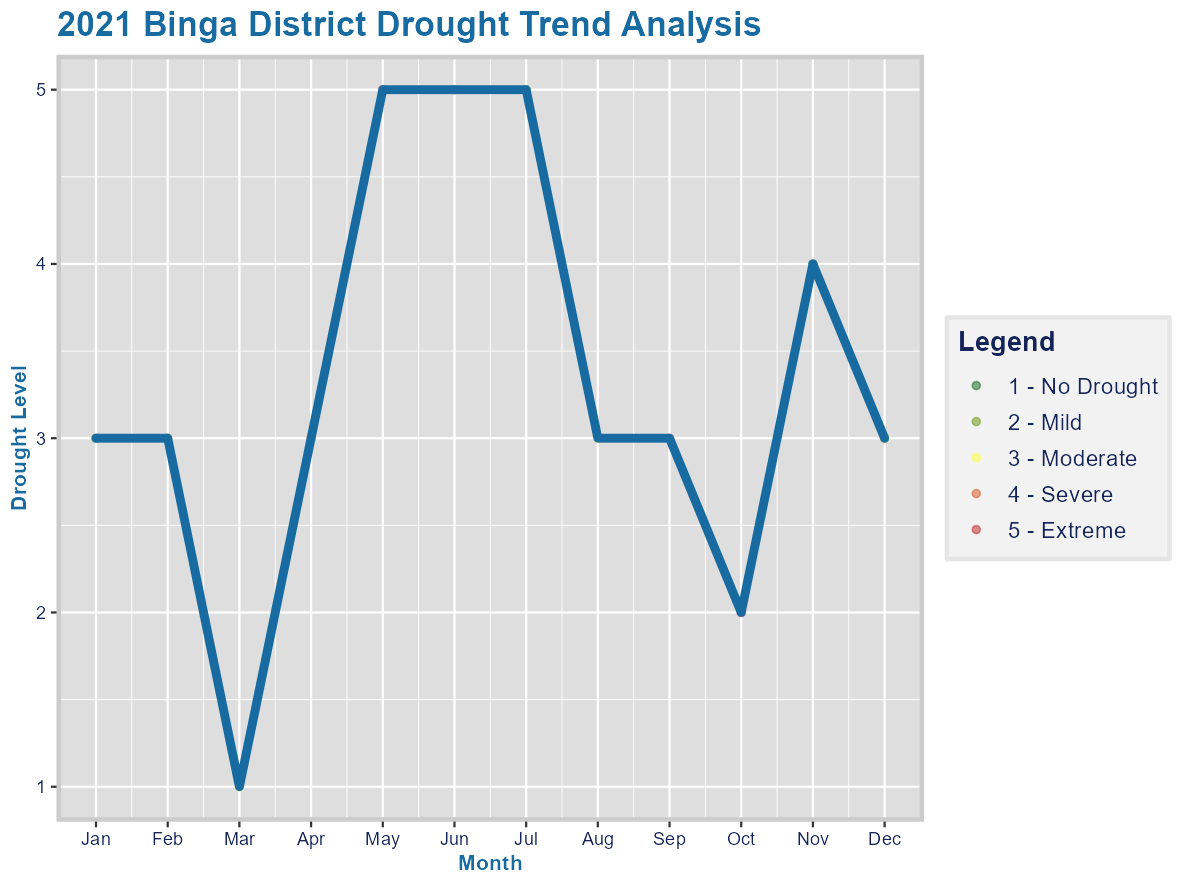 2021 Binga District Drought Trend Analysis
Drought Level
5
4
3
2
1
Jan Feb Mar Apr May Jun Jul Aug Sep Oct Nov Dec
Month
Legend
1 - No Drought
2 - Mild
3 - Moderate
4 - Severe
5 - Extreme